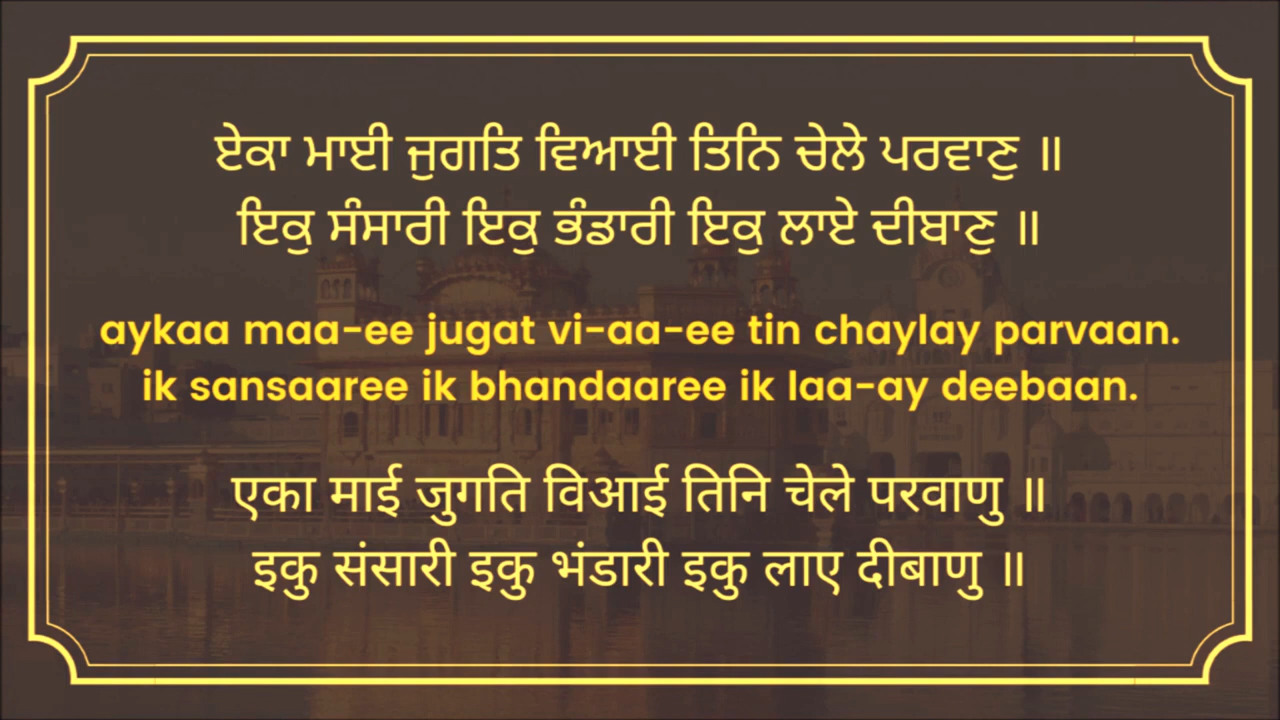 ਏਕਾ ਮਾਈ ਜੁਗਤਿ ਵਿਆਈ ਤਿਨਿ ਚੇਲੇ ਪਰਵਾਣੁ ॥
ਇਕੁ ਸੰਸਾਰੀ ਇਕੁ ਭੰਡਾਰੀ ਇਕੁ ਲਾਏ ਦੀਬਾਣੁ ॥
aykaa maa-ee jugat vi-aa-ee tin chaylay parvaan.
ik sansaaree ik bhandaaree ik laa-ay deebaan.
एका माई जुगति विआई तिनि चेले परवाणु ॥
इकु संसारी इकु भंडारी इकु लाए दीबाणु ॥